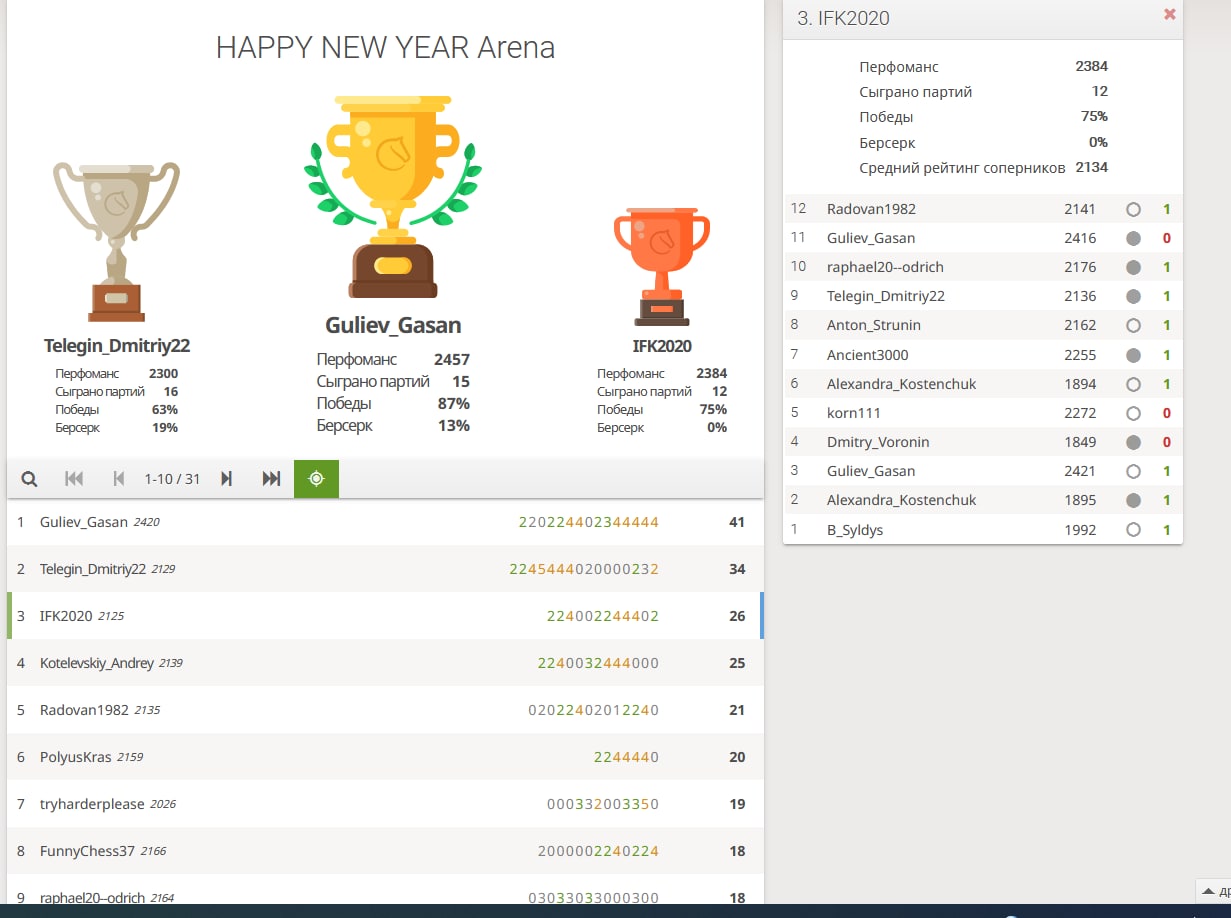 HAPPY NEW YEAR Arena
Telegin_Dmitriy22
Перфоманс 2300
Сыграно партий 16
Победы 63%
Берсерк 19%
Guliev_Gasan
Перфоманс 2457
Сыграно партий 15
Победы 87%
Берсерк 13%
IFK2020
Перфоманс 2384
Сыграно партий 12
Победы 75%
Берсерк 0%
1-10 / 31
1 Guliev_Gasan 2420 220224402344444 41
2 Telegin_Dmitriy22 2129 2245444020000232 34
3 IFK2020 2125 224002244402 26
4 Kotelevskiy_Andrey 2139 2240032444000 25
5 Radovan1982 2135 02022402012240 21
6 PolyusKras 2159 2244440 20
7 tryharderplease 2026 000332003350 19
8 FunnyChess37 2166 2000002240224 18
9 raphael20--odrich 2164 03033033000300 18
3. IFK2020
Перфоманс 2384
Сыграно партий 12
Победы 75%
Берсерк 0%
Средний рейтинг соперников 2134
12 Radovan1982 2141 1
11 Guliev_Gasan 2416 0
10 raphael20--odrich 2176 1
9 Telegin_Dmitriy22 2136 1
8 Anton_Strunin 2162 1
7 Ancient3000 2255 1
6 Alexandra_Kostenchuk 1894 1
5 korn111 2272 0
4 Dmitry_Voronin 1849 0
3 Guliev_Gasan 2421 1
2 Alexandra_Kostenchuk 1895 1
1 B_Syldys 1992 1